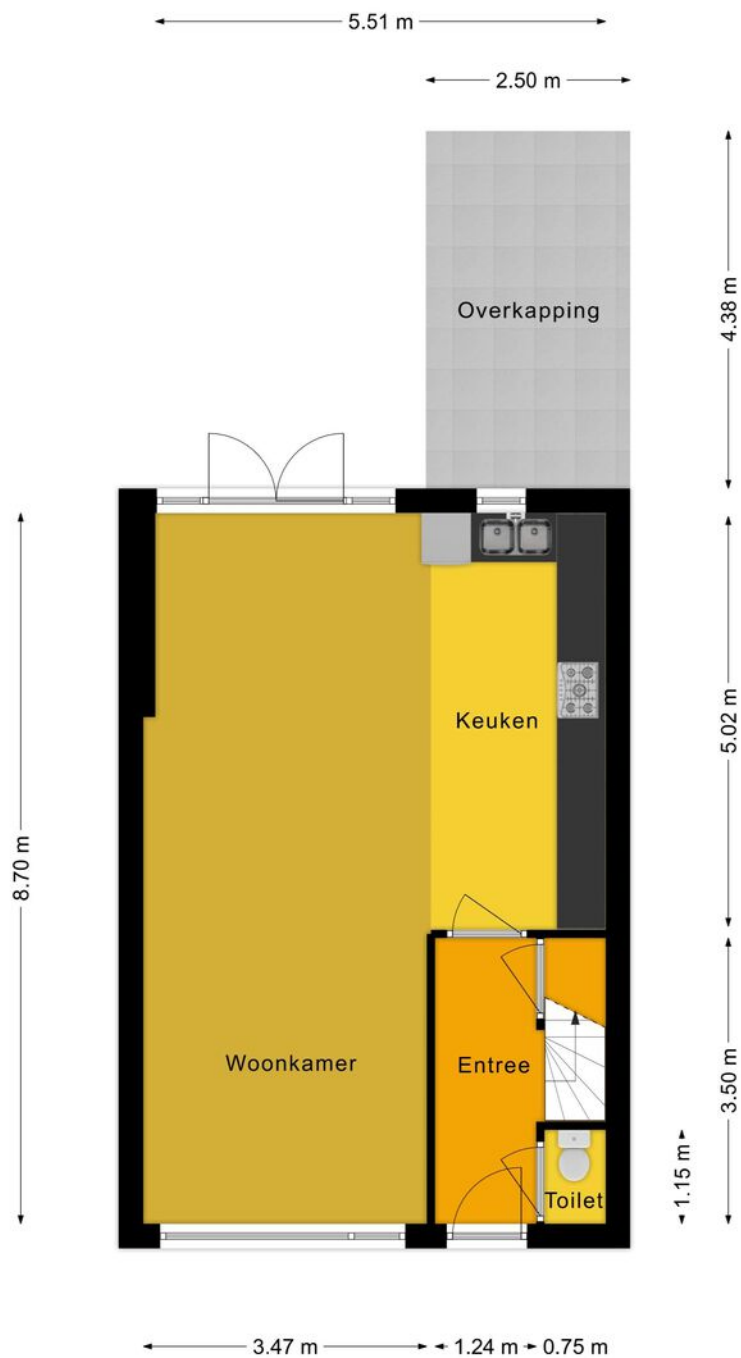 5.51 m
2.50 m
4.38 m
Overkapping
5.02 m
Keuken
8.70 m
Woonkamer
Entree
3.50 m
1.15 m
Toilet
3.47 m
1.24 m
0.75 m